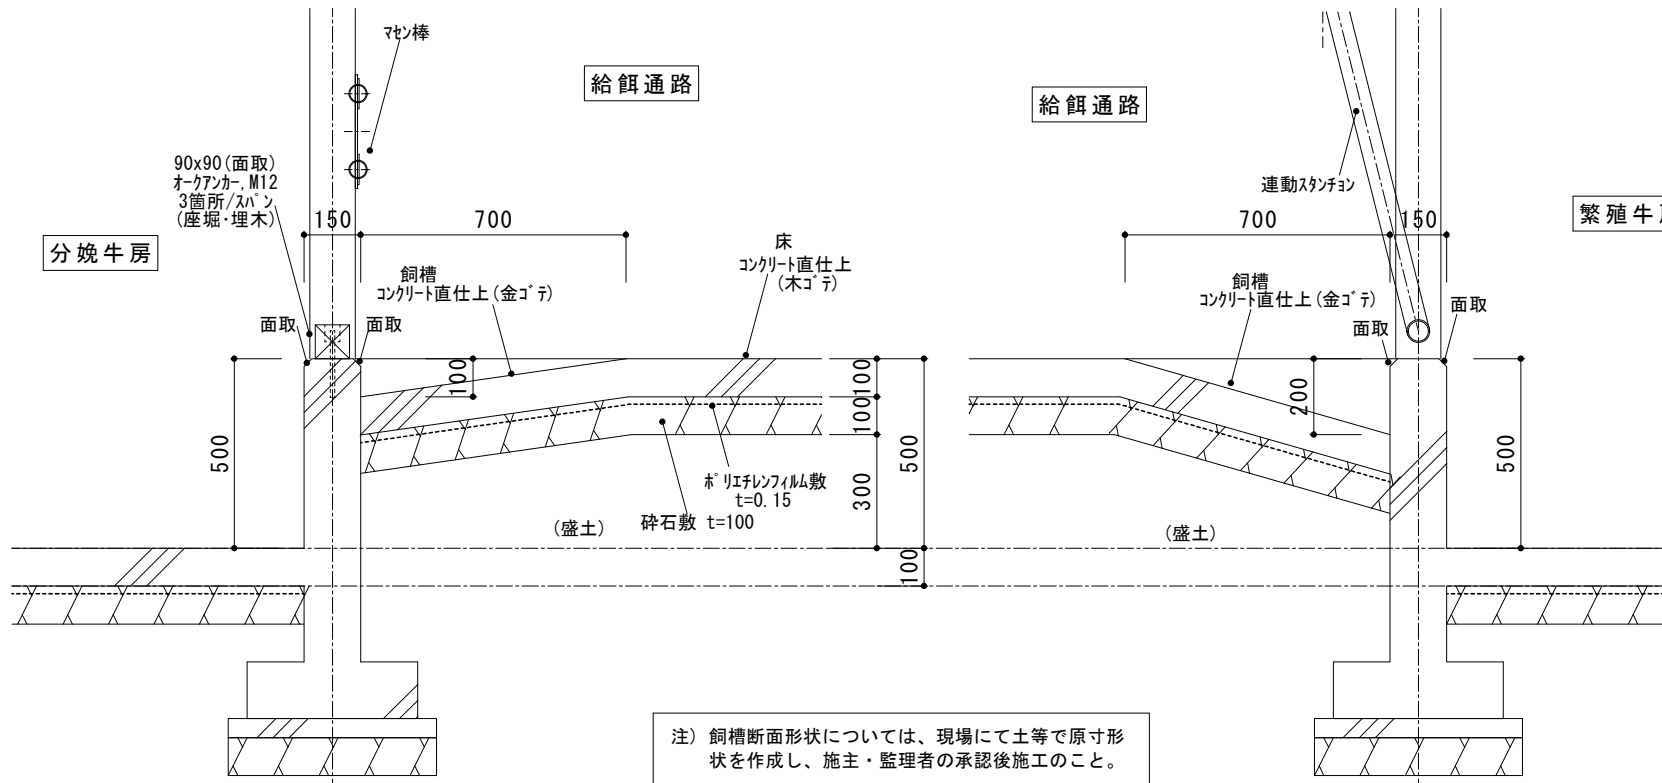 マセン棒
給餌通路
給餌通路
90x90(面取)
オークアンカー,M12
3箇所/スパン
(座堀・埋木)
連動スタンチョン
150
700
700
150
分娩牛房
繁殖牛
床
コンクリート直仕上
(木ゴテ)
飼槽
コンクリート直仕上(金ゴテ)
飼槽
コンクリート直仕上(金ゴテ)
面取
面取
面取
面取
100
100
100
300
500
100
200
500
500
ポリエチレンフィルム敷
t=0.15
砕石敷 t=100
(盛土)
(盛土)
注) 飼槽断面形状については、現場にて土等で原寸形
状を作成し、施主・監理者の承認後施工のこと。